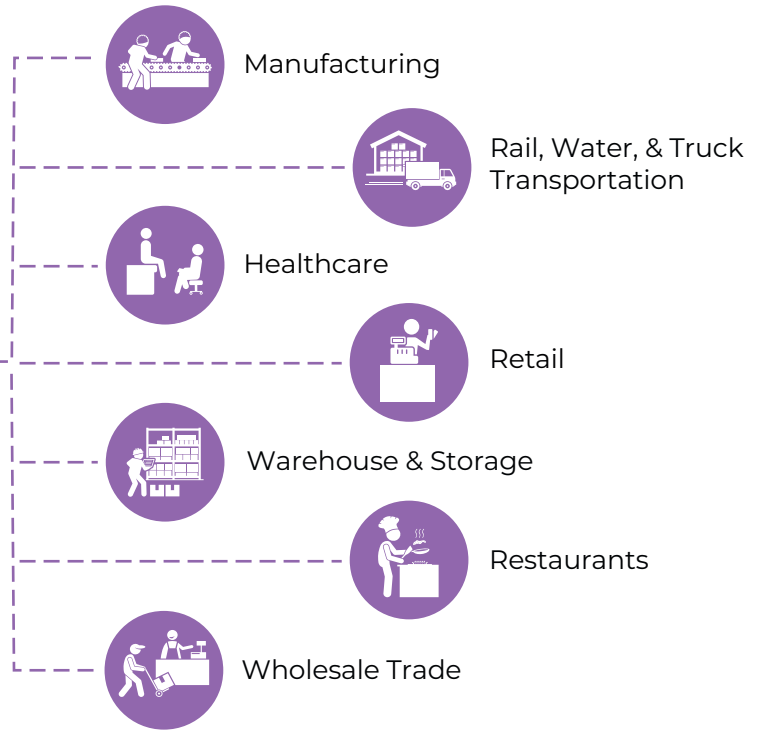 Manufacturing
Rail, Water, & Truck
Transportation
Healthcare
Retail
Warehouse & Storage
Restaurants
Wholesale Trade